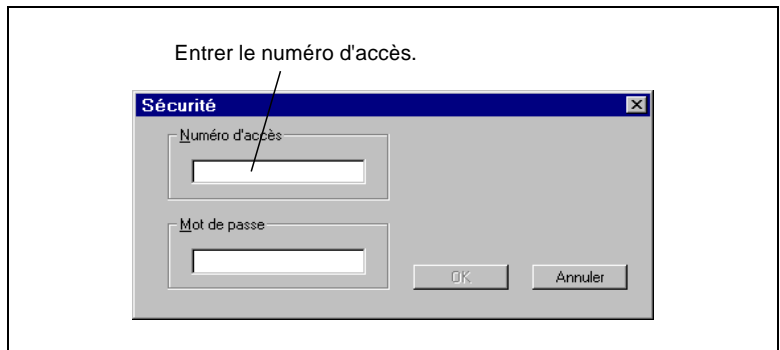 Entrer le numéro d'accès.
Sécurité
Numéro d'accès
Mot de passe
OK
Annuler